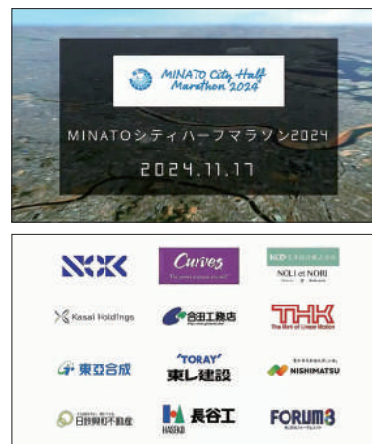 MINATO City Half
Marathon 2024
MINATOシティハーフマラソン2024
2024.11.17
Curves
NOLI et NORI
Kasai Holdings
合田工務店
THK
The Mark of Linear Motion
東亞合成
'TORAY'
東レ建設
NISHIMATSU
日鉄興和不動産
HASEKO
長谷工
FORUM8